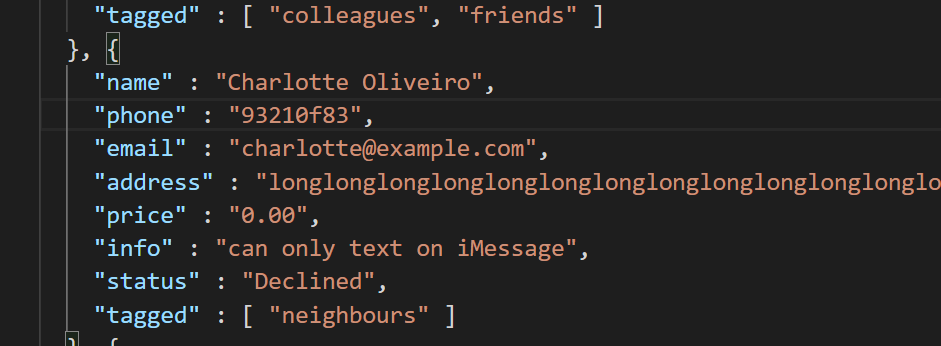 "tagged" : [ "colleagues", "friends" ]
}, {
"name" : "Charlotte Oliveiro",
"phone" : "93210f83",
"email" : "charlotte@example.com",
"address" : "longlonglonglonglonglonglonglonglonglonglonglonglo
"price" : "0.00",
"info" : "can only text on iMessage",
"status" : "Declined",
"tagged" : [ "neighbours" ]
}, {